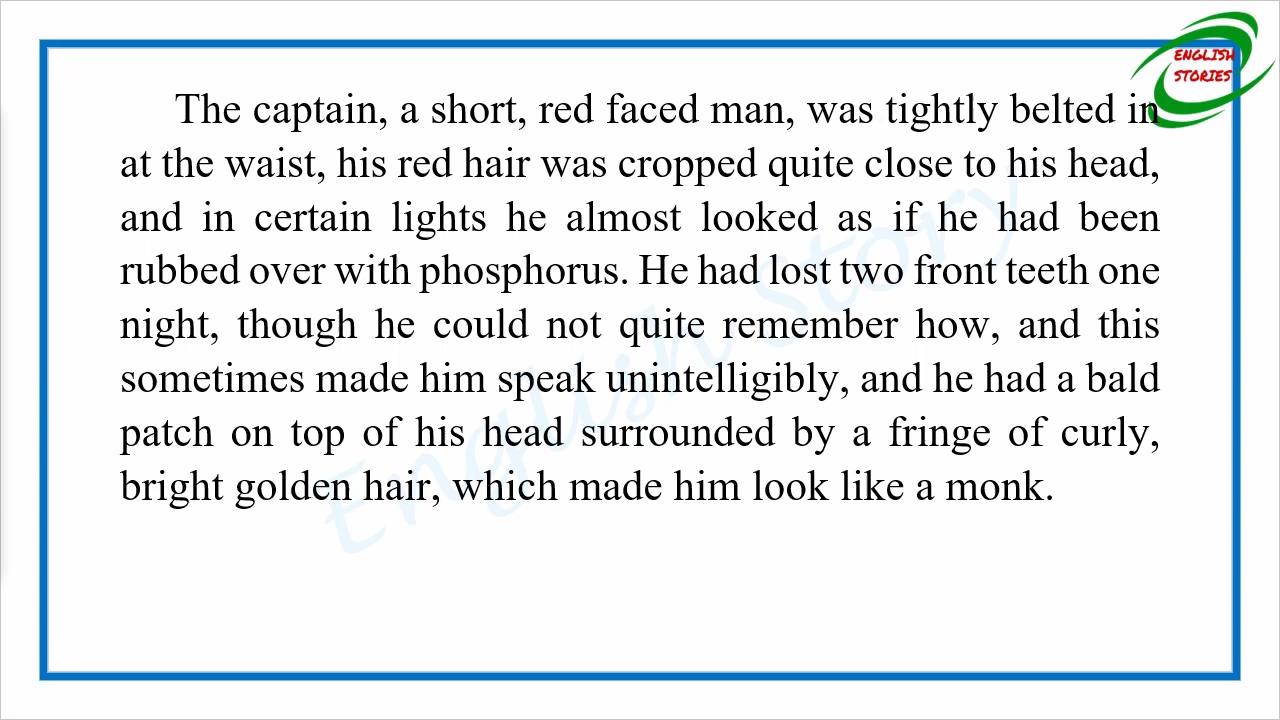 ENGLISH
STORIES
The captain, a short, red faced man, was tightly belted in
at the waist, his red hair was cropped quite close to his head,
and in certain lights he almost looked as if he had been
rubbed over with phosphorus. He had lost two front teeth one
night, though he could not quite remember how, and this
sometimes made him speak unintelligibly, and he had a bald
patch on top of his head surrounded by a fringe of curly,
bright golden hair, which made him look like a monk.
English Story